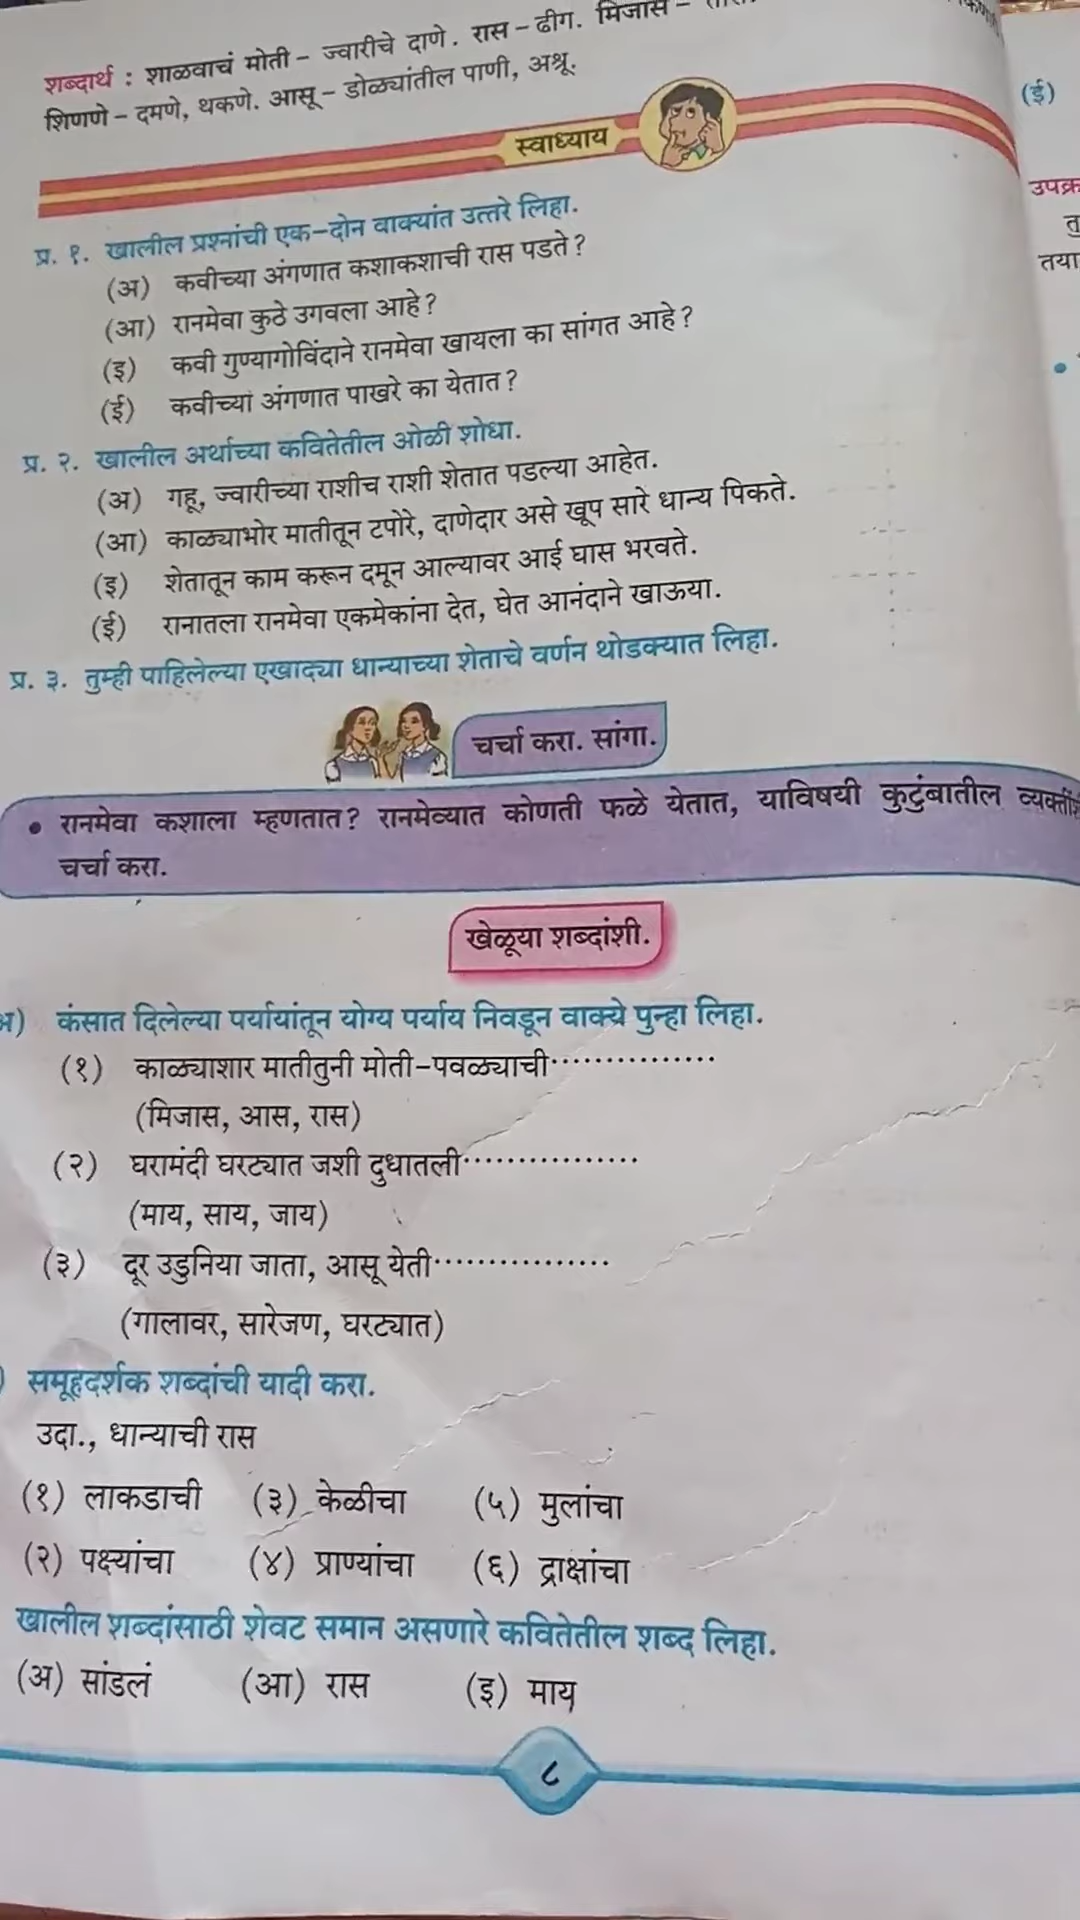 शब्दार्थ : शाळवाचं मोती – ज्वारीचे दाणे. रास – ढीग. मिजास –
शिणणे – दमणे, थकणे. आसू – डोळ्यांतील पाणी, अश्रू.
स्वाध्याय
प्र. १. खालील प्रश्नांची एक-दोन वाक्यांत उत्तरे लिहा.
(अ) कवीच्या अंगणात कशाकशाची रास पडते?
(आ) रानमेवा कुठे उगवला आहे?
(इ) कवी गुण्यागोविंदाने रानमेवा खायला का सांगत आहे?
(ई) कवीच्या अंगणात पाखरे का येतात?
प्र. २. खालील अर्थाच्या कवितेतील ओळी शोधा.
(अ) गहू, ज्वारीच्या राशीच राशी शेतात पडल्या आहेत.
(आ) काळ्याभोर मातीतून टपोरे, दाणेदार असे खूप सारे धान्य पिकते.
(इ) शेतातून काम करून दमून आल्यावर आई घास भरवते.
(ई) रानातला रानमेवा एकमेकांना देत, घेत आनंदाने खाऊया.
प्र. ३. तुम्ही पाहिलेल्या एखाद्या धान्याच्या शेताचे वर्णन थोडक्यात लिहा.
चर्चा करा. सांगा.
• रानमेवा कशाला म्हणतात? रानमेव्यात कोणती फळे येतात, याविषयी कुटुंबातील
चर्चा करा.
खेळूया शब्दांशी.
कंसात दिलेल्या पर्यायांतून योग्य पर्याय निवडून वाक्ये पुन्हा लिहा.
(१) काळ्याशार मातीतुनी मोती-पवळ्याची...............
(मिजास, आस, रास)
(२) घरामंदी घरट्यात जशी दुधातली................
(माय, साय, जाय)
(३) दूर उडुनिया जाता, आसू येती................
(गालावर, सारेजण, घरट्यात)
समूहदर्शक शब्दांची यादी करा.
उदा., धान्याची रास
(१) लाकडाची (३) केळीचा (५) मुलांचा
(२) पक्ष्यांचा (४) प्राण्यांचा (६) द्राक्षांचा
खालील शब्दांसाठी शेवट समान असणारे कवितेतील शब्द लिहा.
(अ) सांडलं (आ) रास (इ) माय
८
(ई)
उपक्र
तु
तया